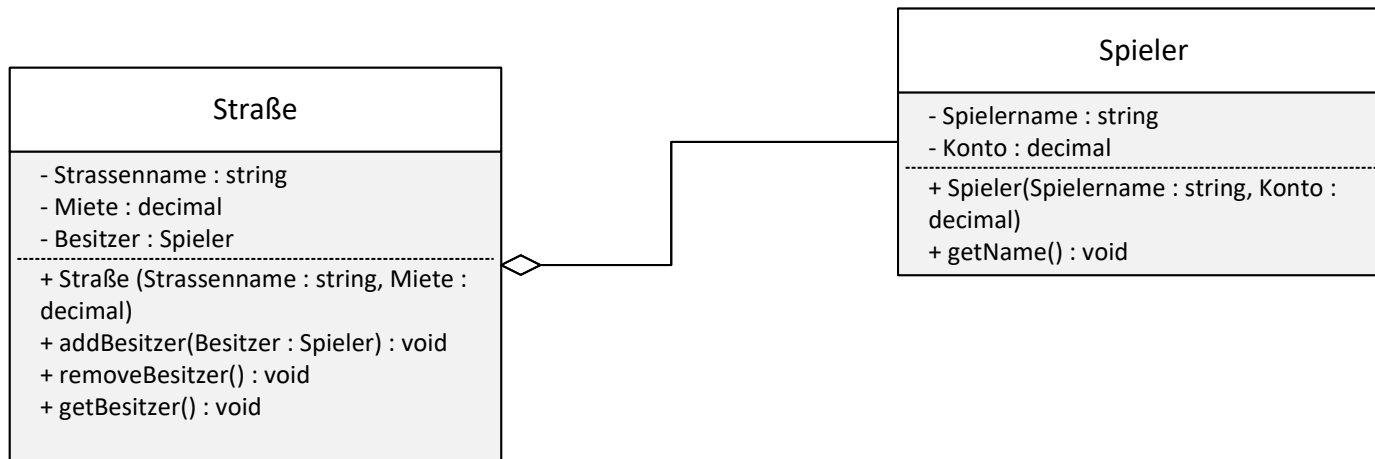 Straße
- Strassenname : string
- Miete : decimal
- Besitzer : Spieler
+ Straße (Strassenname : string, Miete :
decimal)
+ addBesitzer(Besitzer : Spieler) : void
+ removeBesitzer() : void
+ getBesitzer() : void
Spieler
- Spielername : string
- Konto : decimal
+ Spieler(Spielername : string, Konto :
decimal)
+ getName() : void